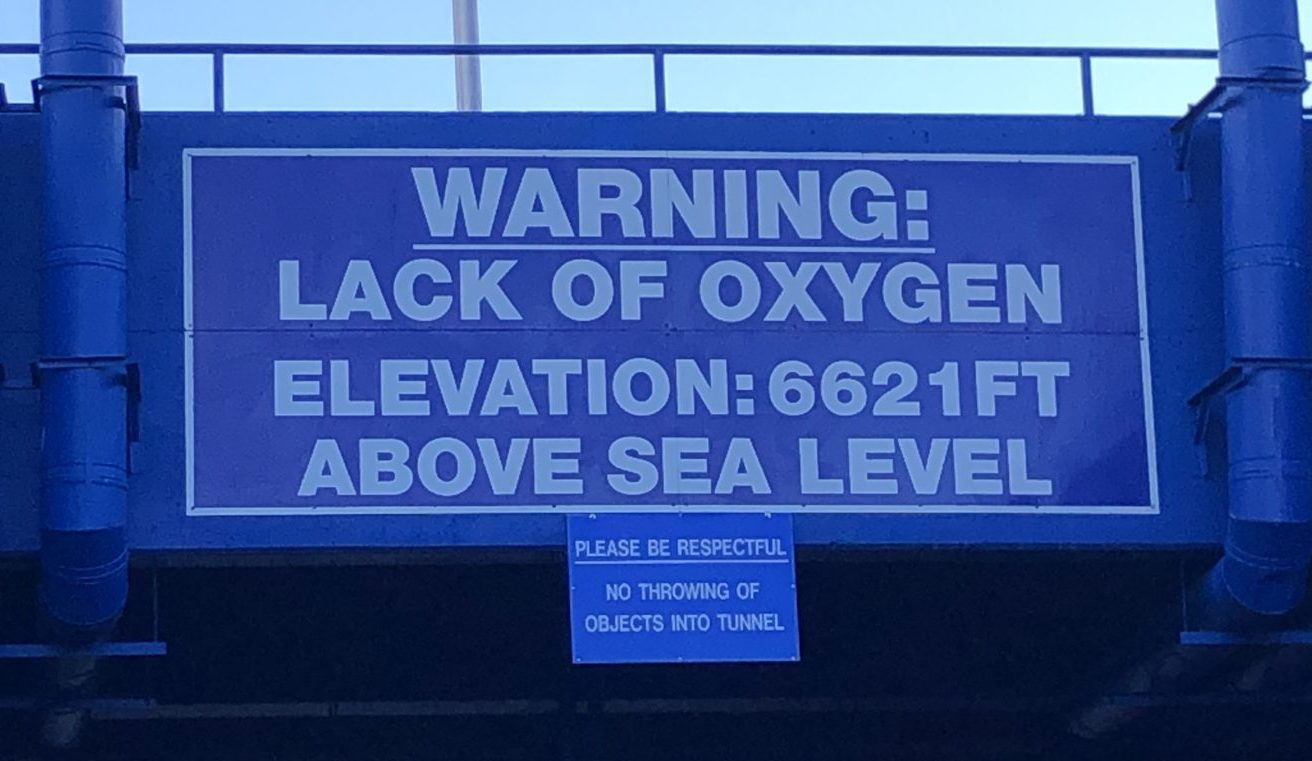 WARNING:
LACK OF OXYGEN
ELEVATION: 6621FT
ABOVE SEA LEVEL
PLEASE BE RESPECTFUL
NO THROWING OF
OBJECTS INTO TUNNEL